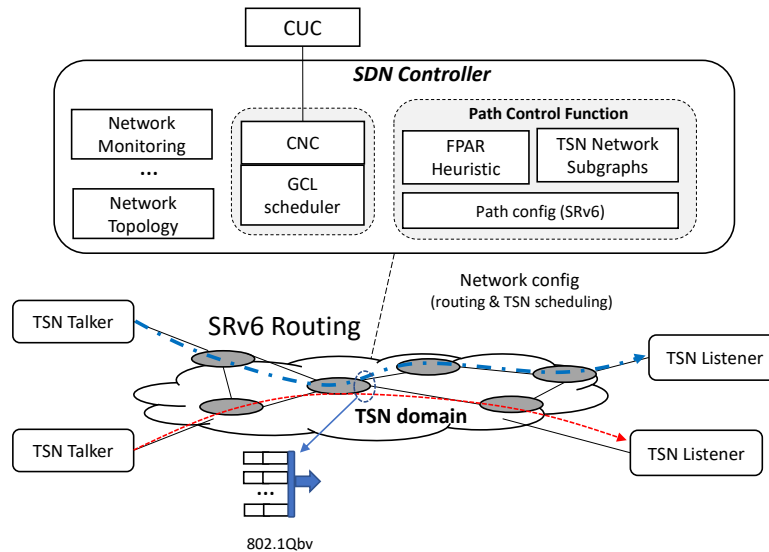 CUC
SDN Controller
Network
Monitoring
...
Network
Topology
CNC
GCL
scheduler
Path Control Function
FPAR
Heuristic
TSN Network
Subgraphs
Path config (SRv6)
Network config
(routing & TSN scheduling)
TSN Talker
SRv6 Routing
TSN Listener
TSN domain
TSN Talker
TSN Listener
...
802.1Qbv